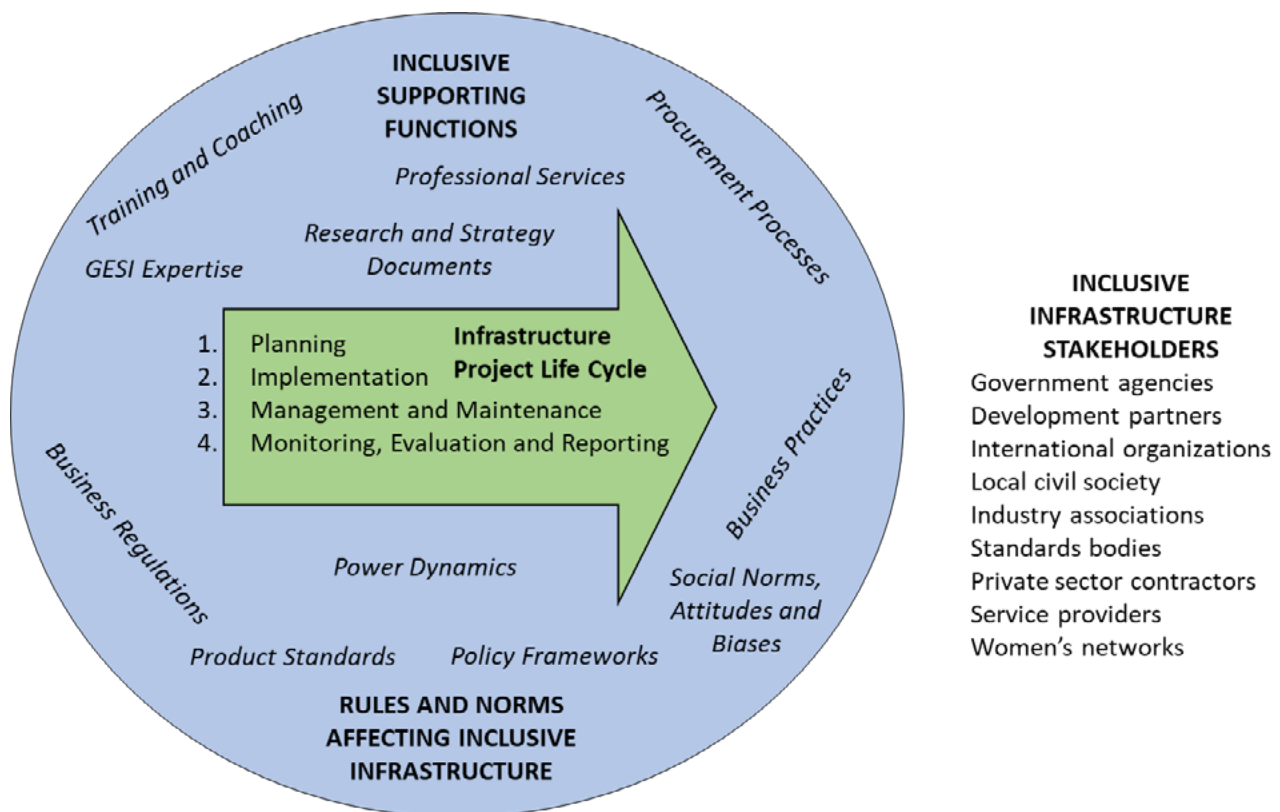 INCLUSIVE
SUPPORTING
FUNCTIONS
Training and Coaching
Procurement Processes
Professional Services
Research and Strategy
Documents
GESI Expertise
Infrastructure
Project Life Cycle
1. Planning
2. Implementation
3. Management and Maintenance
4. Monitoring, Evaluation and Reporting
Business Regulations
Business Practices
Power Dynamics
Social Norms,
Attitudes and
Biases
Product Standards
Policy Frameworks
RULES AND NORMS
AFFECTING INCLUSIVE
INFRASTRUCTURE
INCLUSIVE
INFRASTRUCTURE
STAKEHOLDERS
Government agencies
Development partners
International organizations
Local civil society
Industry associations
Standards bodies
Private sector contractors
Service providers
Women’s networks